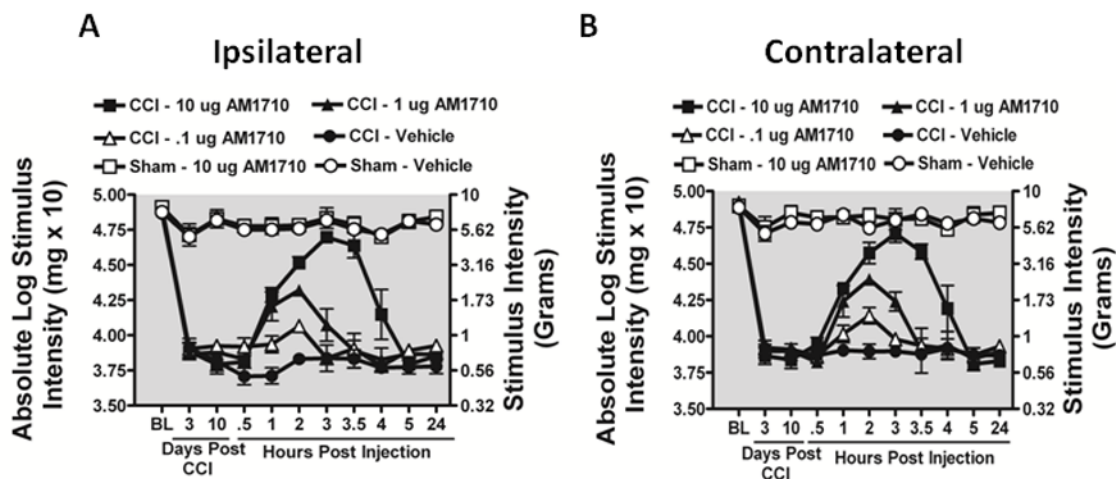 A
Ipsilateral
CCI - 10 ug AM1710
CCI - 1 ug AM1710
CCI - .1 ug AM1710
CCI - Vehicle
Sham - 10 ug AM1710
Sham - Vehicle
Absolute Log Stimulus
Intensity (mg x 10)
5.00
4.75
4.50
4.25
4.00
3.75
3.50
10
5.62
3.16
1.73
1
0.56
0.32
Stimulus Intensity
(Grams)
BL 3 10 .5 1 2 3 3.5 4 5 24
Days Post
CCI
Hours Post Injection
B
Contralateral
CCI - 10 ug AM1710
CCI - 1 ug AM1710
CCI - .1 ug AM1710
CCI - Vehicle
Sham - 10 ug AM1710
Sham - Vehicle
Absolute Log Stimulus
Intensity (mg x 10)
5.00
4.75
4.50
4.25
4.00
3.75
3.50
10
5.62
3.16
1.73
1
0.56
0.32
Stimulus Intensity
(Grams)
BL 3 10 .5 1 2 3 3.5 4 5 24
Days Post
CCI
Hours Post Injection